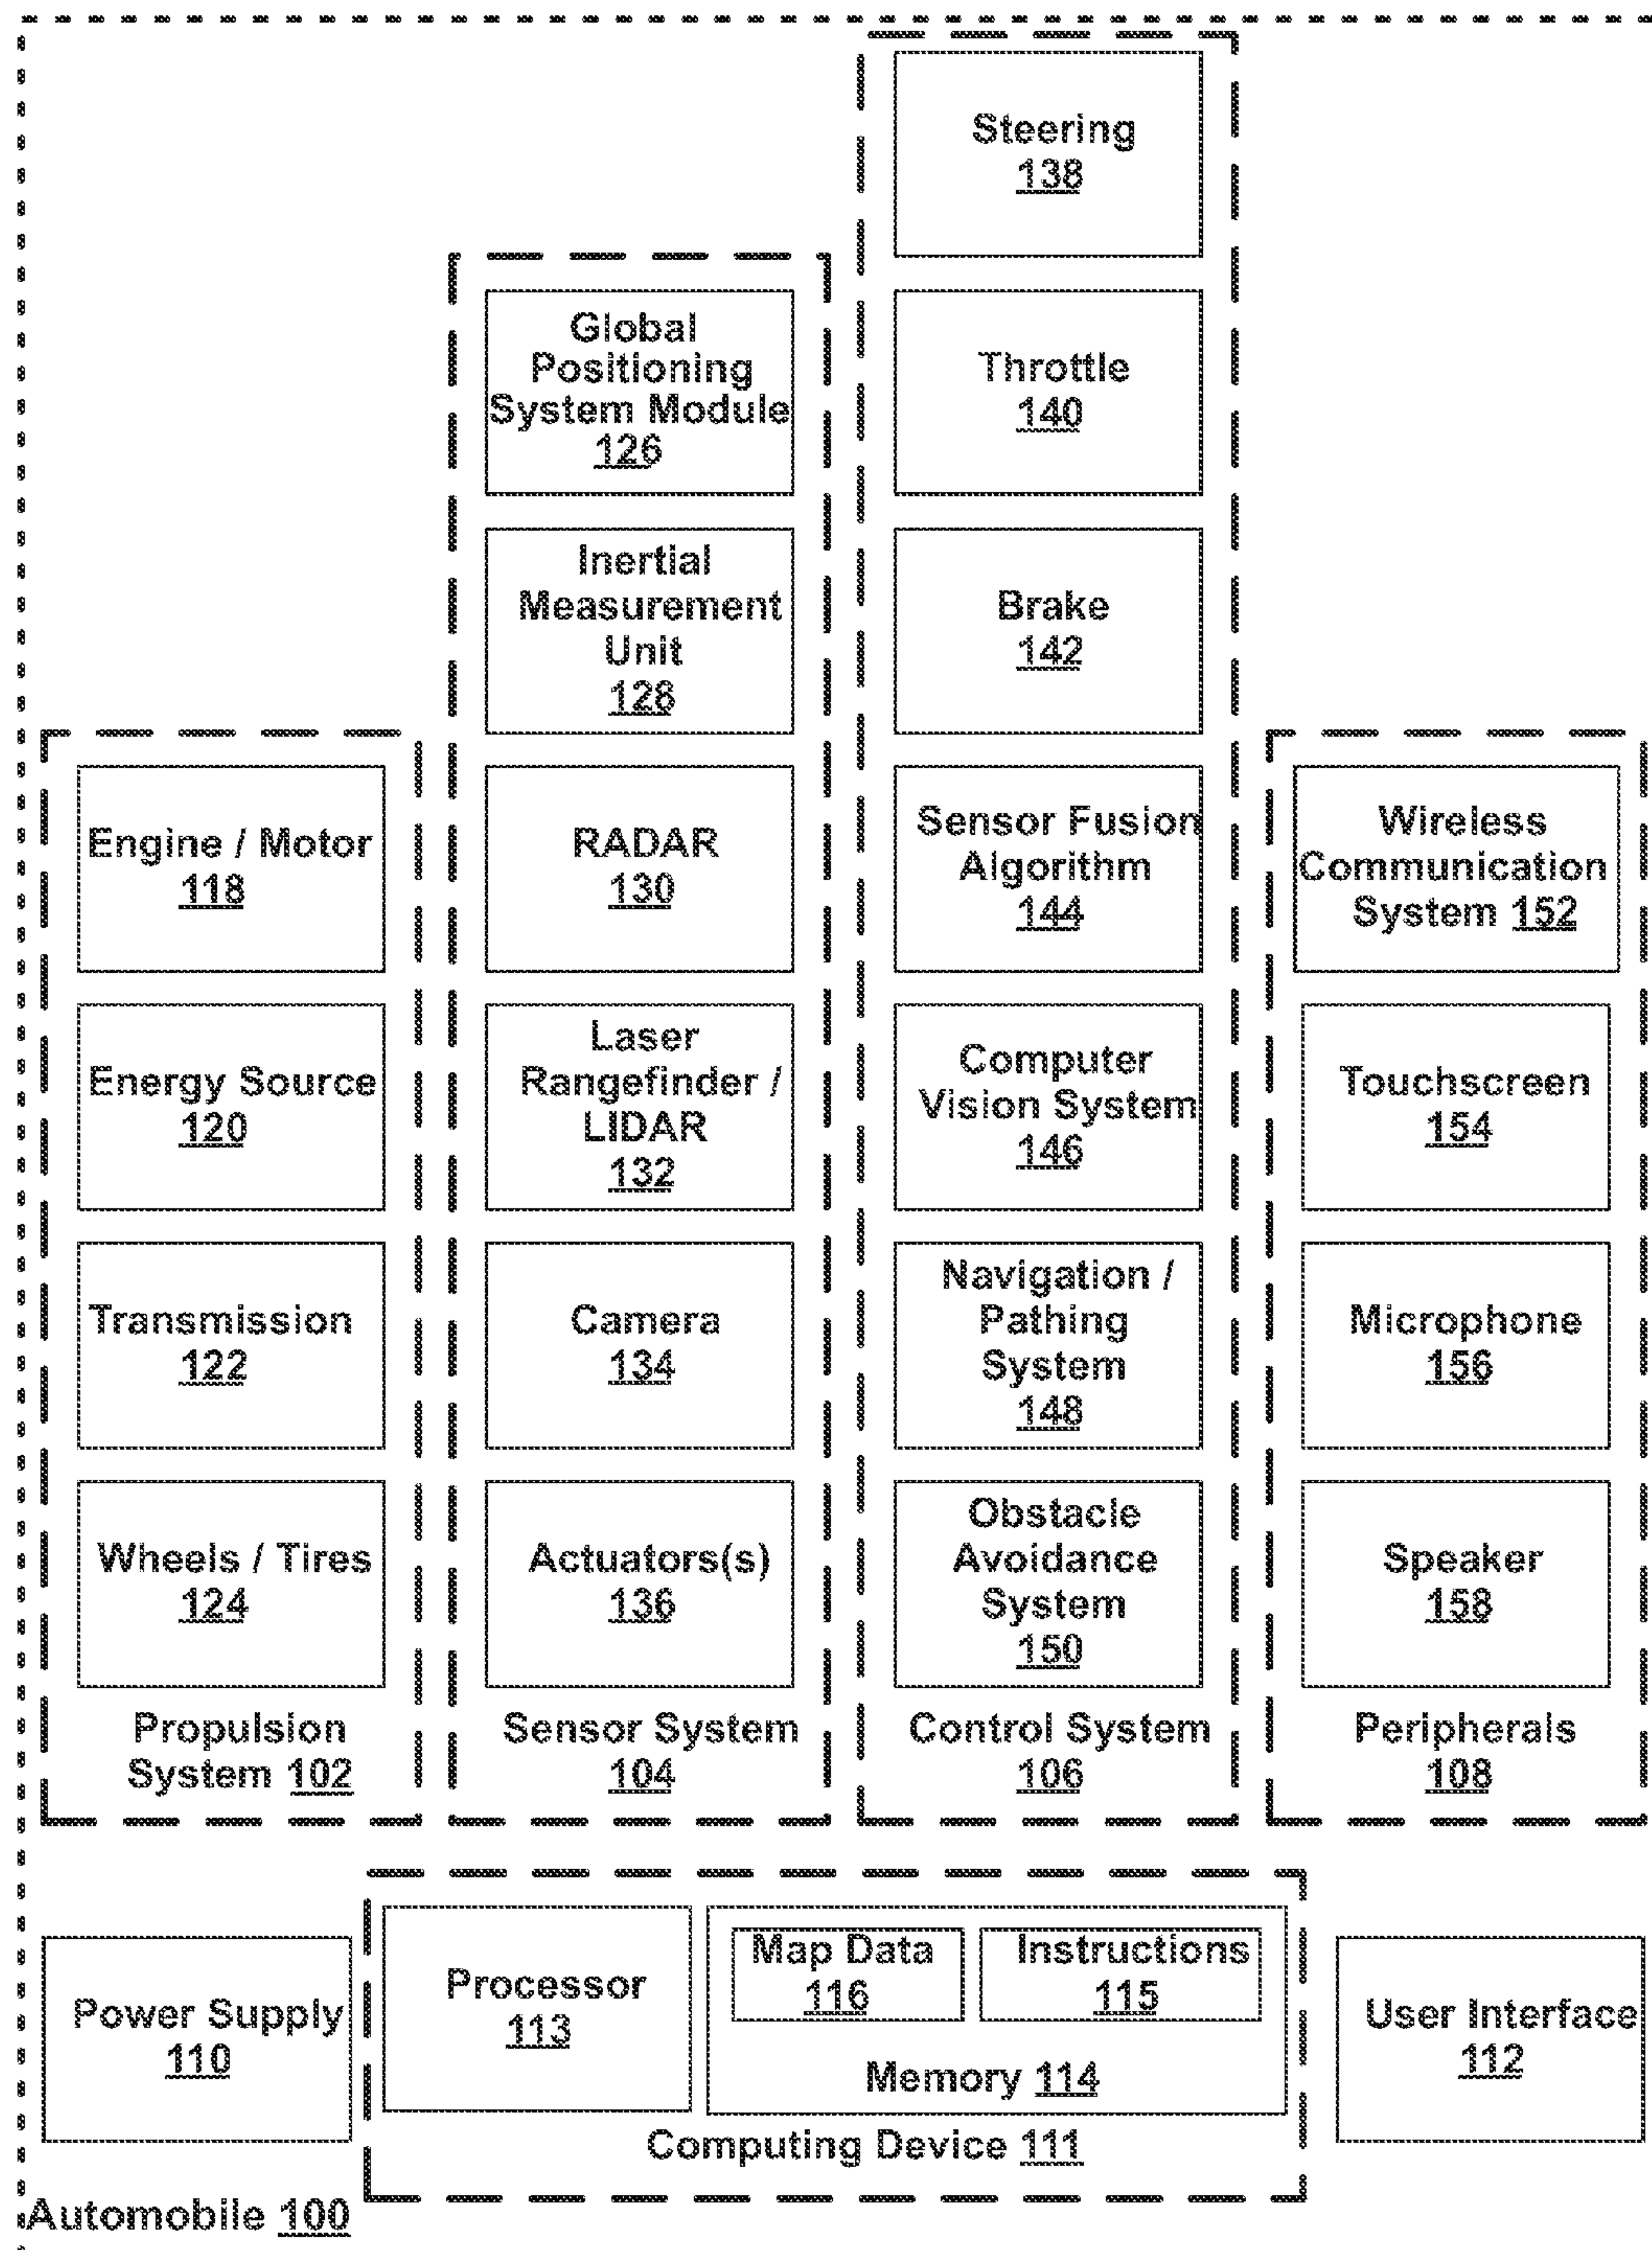 Steering
138
Global
Positioning
System Module
126
Throttle
140
Inertial
Measurement
Unit
128
Brake
142
Engine / Motor
118
RADAR
130
Sensor Fusion
Algorithm
144
Wireless
Communication
System 152
Energy Source
120
Laser
Rangefinder /
LIDAR
132
Computer
Vision System
146
Touchscreen
154
Transmission
122
Camera
134
Navigation /
Pathing
System
148
Microphone
156
Wheels / Tires
124
Actuators(s)
136
Obstacle
Avoidance
System
150
Speaker
158
Propulsion
System 102
Sensor System
104
Control System
106
Peripherals
108
Power Supply
110
Processor
113
Map Data
116
Instructions
115
Memory 114
Computing Device 111
User Interface
112
Automobile 100